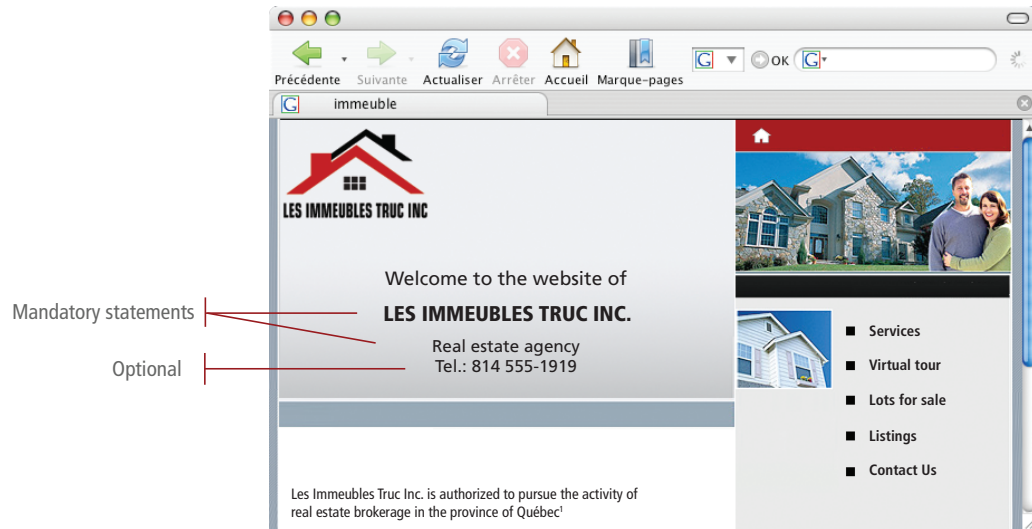 Précédente Suivante Actualiser Arrêter Accueil Marque-pages
G OK G
G immeuble
LES IMMEUBLES TRUC INC
Welcome to the website of
LES IMMEUBLES TRUC INC.
Real estate agency
Tel.: 814 555-1919
Mandatory statements
Optional
Services
Virtual tour
Lots for sale
Listings
Contact Us
Les Immeubles Truc Inc. is authorized to pursue the activity of
real estate brokerage in the province of Québec¹